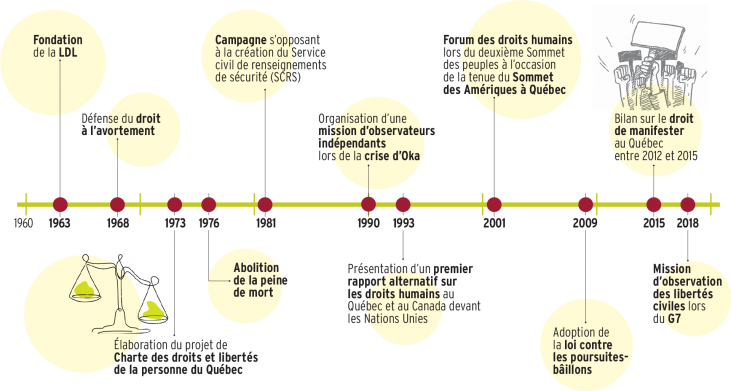 Fondation
de la LDL
Défense du droit
à l'avortement
Campagne s'opposant
à la création du Service
civil de renseignements
de sécurité (SCRS)
Organisation d'une
mission d'observateurs
indépendants
lors de la crise d'Oka
Forum des droits humains
lors du deuxième Sommet
des peuples à l'occasion
de la tenue du Sommet
des Amériques à Québec
Bilan sur le droit
de manifester
au Québec
entre 2012 et 2015
1960 1963 1968 1973 1976 1981 1990 1993 2001 2009 2015 2018
Élaboration du projet de
Charte des droits et libertés
de la personne du Québec
Abolition
de la peine
de mort
Présentation d'un premier
rapport alternatif sur
les droits humains au
Québec et au Canada devant
les Nations Unies
Adoption de
la loi contre
les poursuites-
bâillons
Mission
d'observation
des libertés
civiles lors
du G7